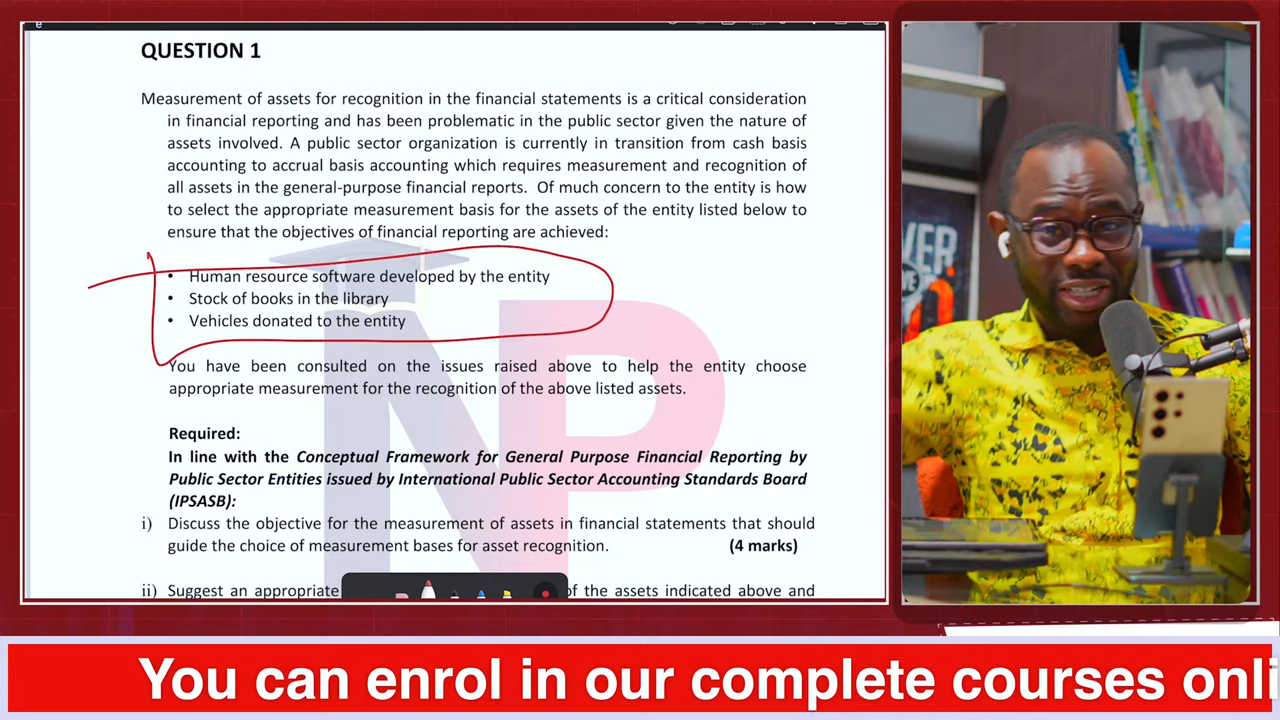 e
QUESTION 1
Measurement of assets for recognition in the financial statements is a critical consideration
in financial reporting and has been problematic in the public sector given the nature of
assets involved. A public sector organization is currently in transition from cash basis
accounting to accrual basis accounting which requires measurement and recognition of
all assets in the general-purpose financial reports. Of much concern to the entity is how
to select the appropriate measurement basis for the assets of the entity listed below to
ensure that the objectives of financial reporting are achieved:
• Human resource software developed by the entity
• Stock of books in the library
• Vehicles donated to the entity
You have been consulted on the issues raised above to help the entity choose
appropriate measurement for the recognition of the above listed assets.
Required:
In line with the Conceptual Framework for General Purpose Financial Reporting by
Public Sector Entities issued by International Public Sector Accounting Standards Board
(IPSASB):
i) Discuss the objective for the measurement of assets in financial statements that should
guide the choice of measurement bases for asset recognition. (4 marks)
ii) Suggest an appropriate of the assets indicated above and
NP
VER
You can enrol in our complete courses onli